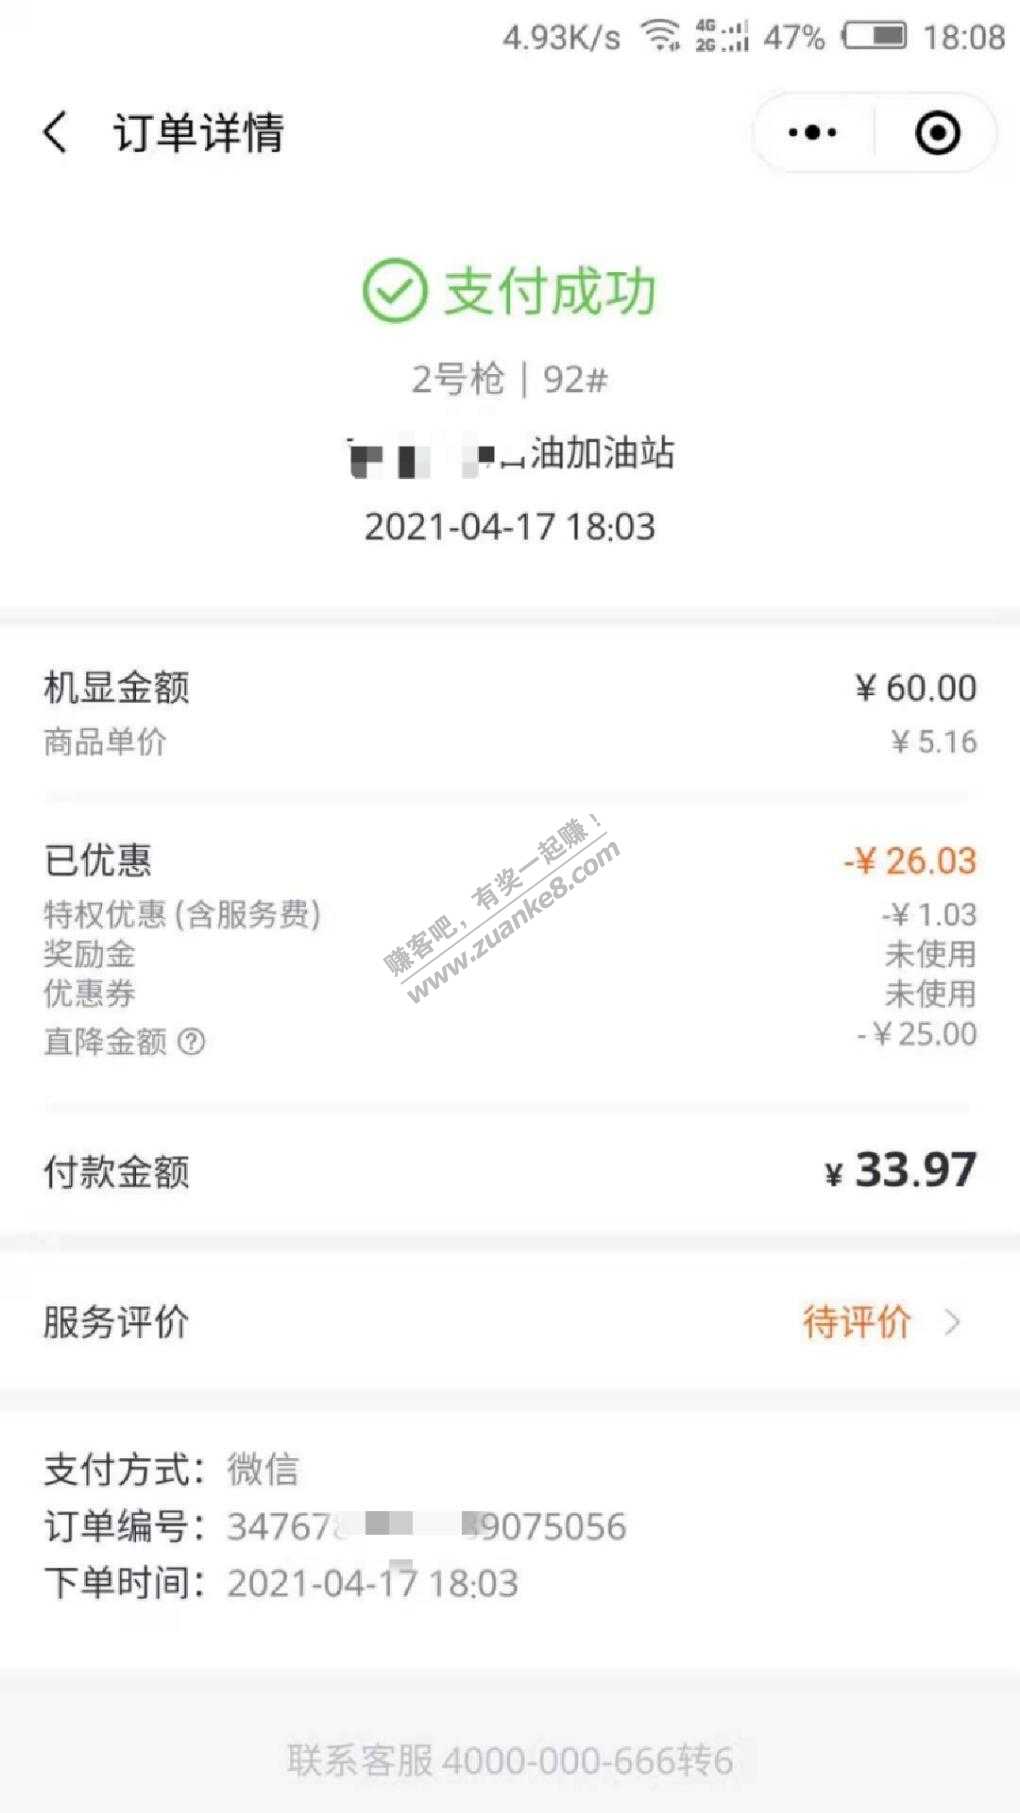 4.93K/s 4G 2G 47% 18:08
订单详情
支付成功
2号枪 | 92#
油加油站
2021-04-17 18:03
机显金额 ¥ 60.00
商品单价 ¥ 5.16
已优惠 -¥ 26.03
特权优惠 (含服务费) -¥ 1.03
奖励金 未使用
优惠券 未使用
直降金额 ? -¥25.00
赚客吧，有奖一起赚！
www.zuanke8.com
付款金额 ¥ 33.97
服务评价 待评价
支付方式：微信
订单编号：34767 9075056
下单时间：2021-04-17 18:03
联系客服 4000-000-666转6